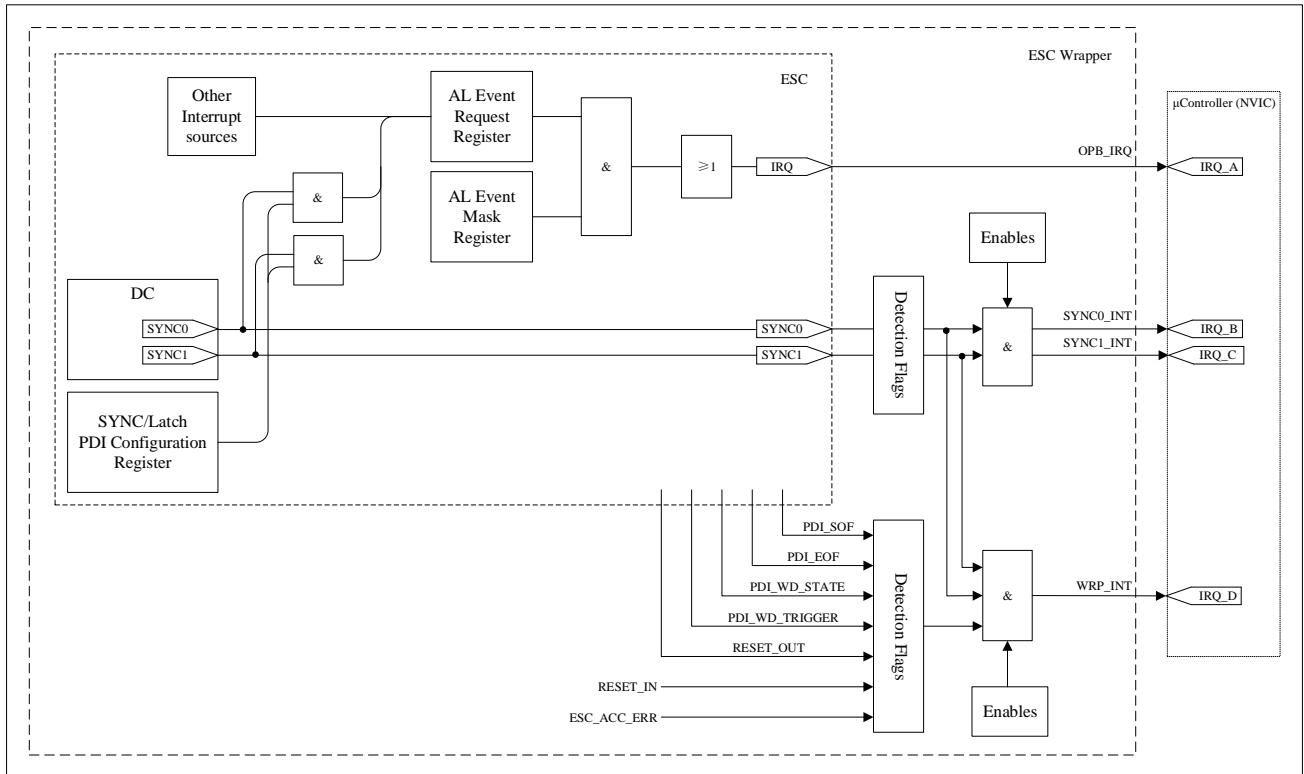 ESC Wrapper
ESC
μController (NVIC)
Other
Interrupt
sources
AL Event
Request
Register
&
≥1
IRQ
OPB_IRQ
IRQ_A
&
AL Event
Mask
Register
&
Enables
DC
SYNC0
SYNC1
SYNC0
SYNC1
Detection Flags
&
SYNC0_INT
SYNC1_INT
IRQ_B
IRQ_C
SYNC/Latch
PDI Configuration
Register
PDI_SOF
PDI_EOF
PDI_WD_STATE
PDI_WD_TRIGGER
RESET_OUT
RESET_IN
ESC_ACC_ERR
Detection Flags
&
WRP_INT
IRQ_D
Enables